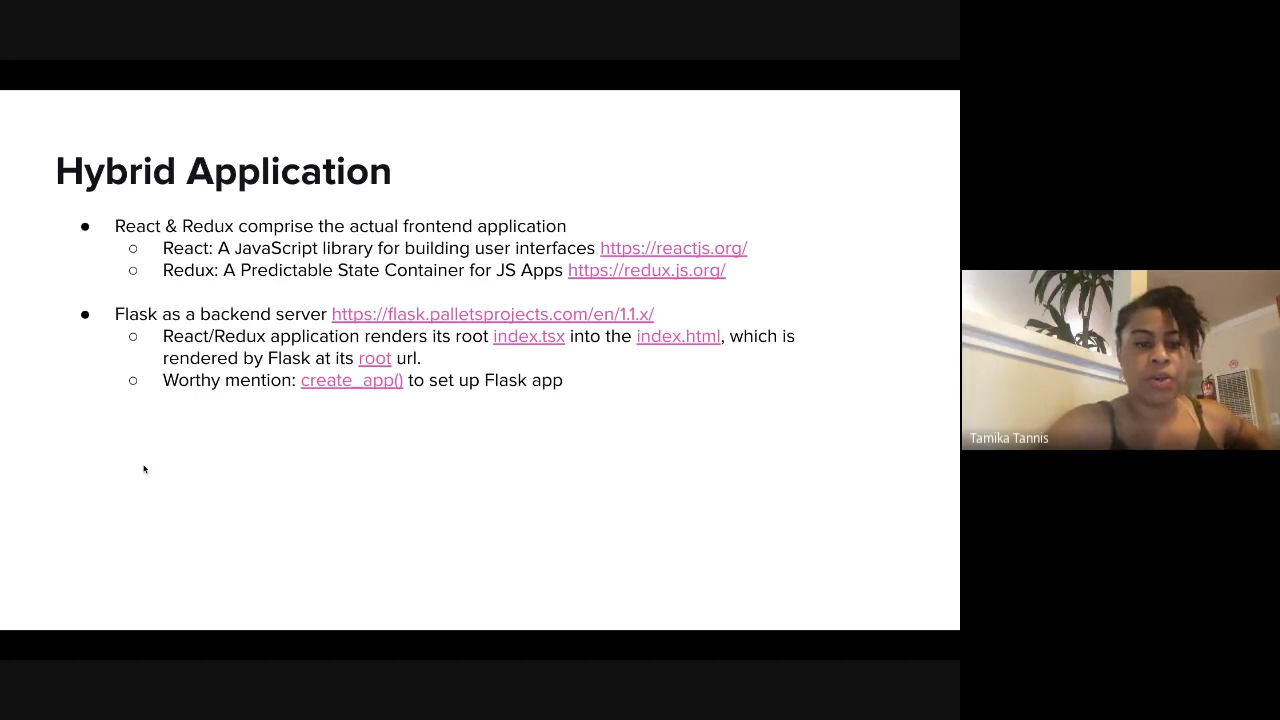 Hybrid Application
● React & Redux comprise the actual frontend application
○ React: A JavaScript library for building user interfaces https://reactjs.org/
○ Redux: A Predictable State Container for JS Apps https://redux.js.org/
● Flask as a backend server https://flask.palletsprojects.com/en/1.1.x/
○ React/Redux application renders its root index.tsx into the index.html, which is
rendered by Flask at its root url.
○ Worthy mention: create_app() to set up Flask app
Tamika Tannis